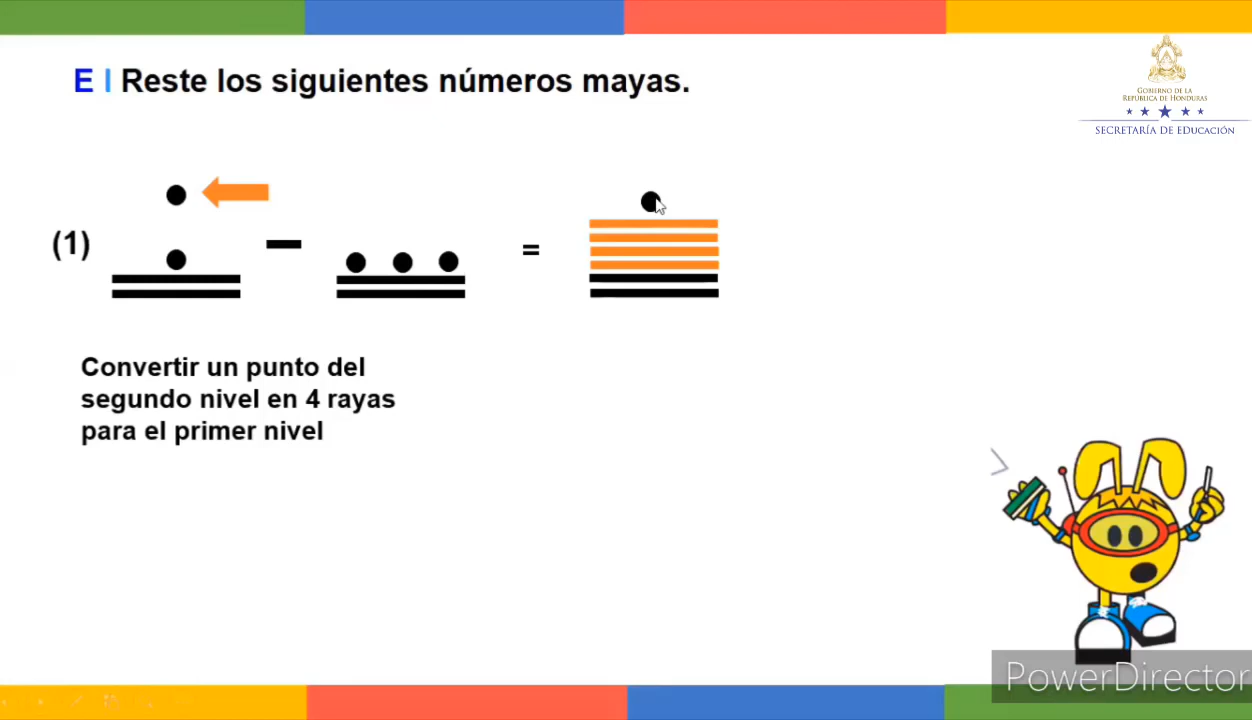 E I Reste los siguientes números mayas.
GOBIERNO DE LA
REPÚBLICA DE HONDURAS
SECRETARÍA DE EDUCACIÓN
(1)
=
Convertir un punto del
segundo nivel en 4 rayas
para el primer nivel
PowerDirector